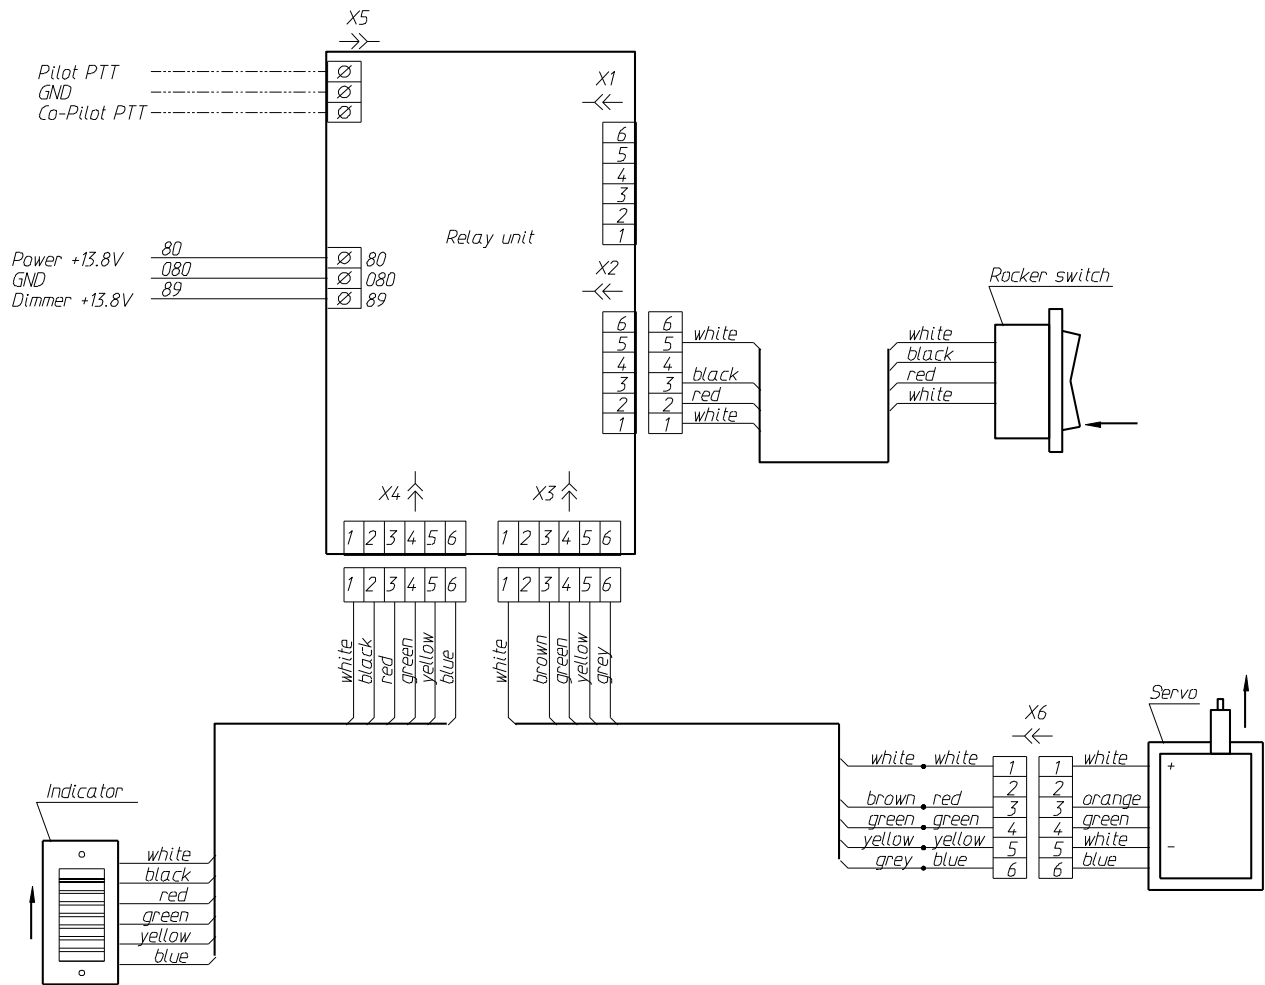 X5
Pilot PTT
GND
Co-Pilot PTT
X1
6
5
4
3
2
1
Relay unit
Power +13.8V 80 80
GND 080 080
Dimmer +13.8V 89 89
X2
6 6
5 5 white
4 4
3 3 black
2 2 red
1 1 white
Rocker switch
white
black
red
white
X4
1 2 3 4 5 6
1 2 3 4 5 6
white black red green yellow blue
X3
1 2 3 4 5 6
1 2 3 4 5 6
white brown green yellow grey
Indicator
white
black
red
green
yellow
blue
X6
Servo
white white 1 1 white +
2 2
brown red 3 3 orange
green green 4 4 green
yellow yellow 5 5 white -
grey blue 6 6 blue